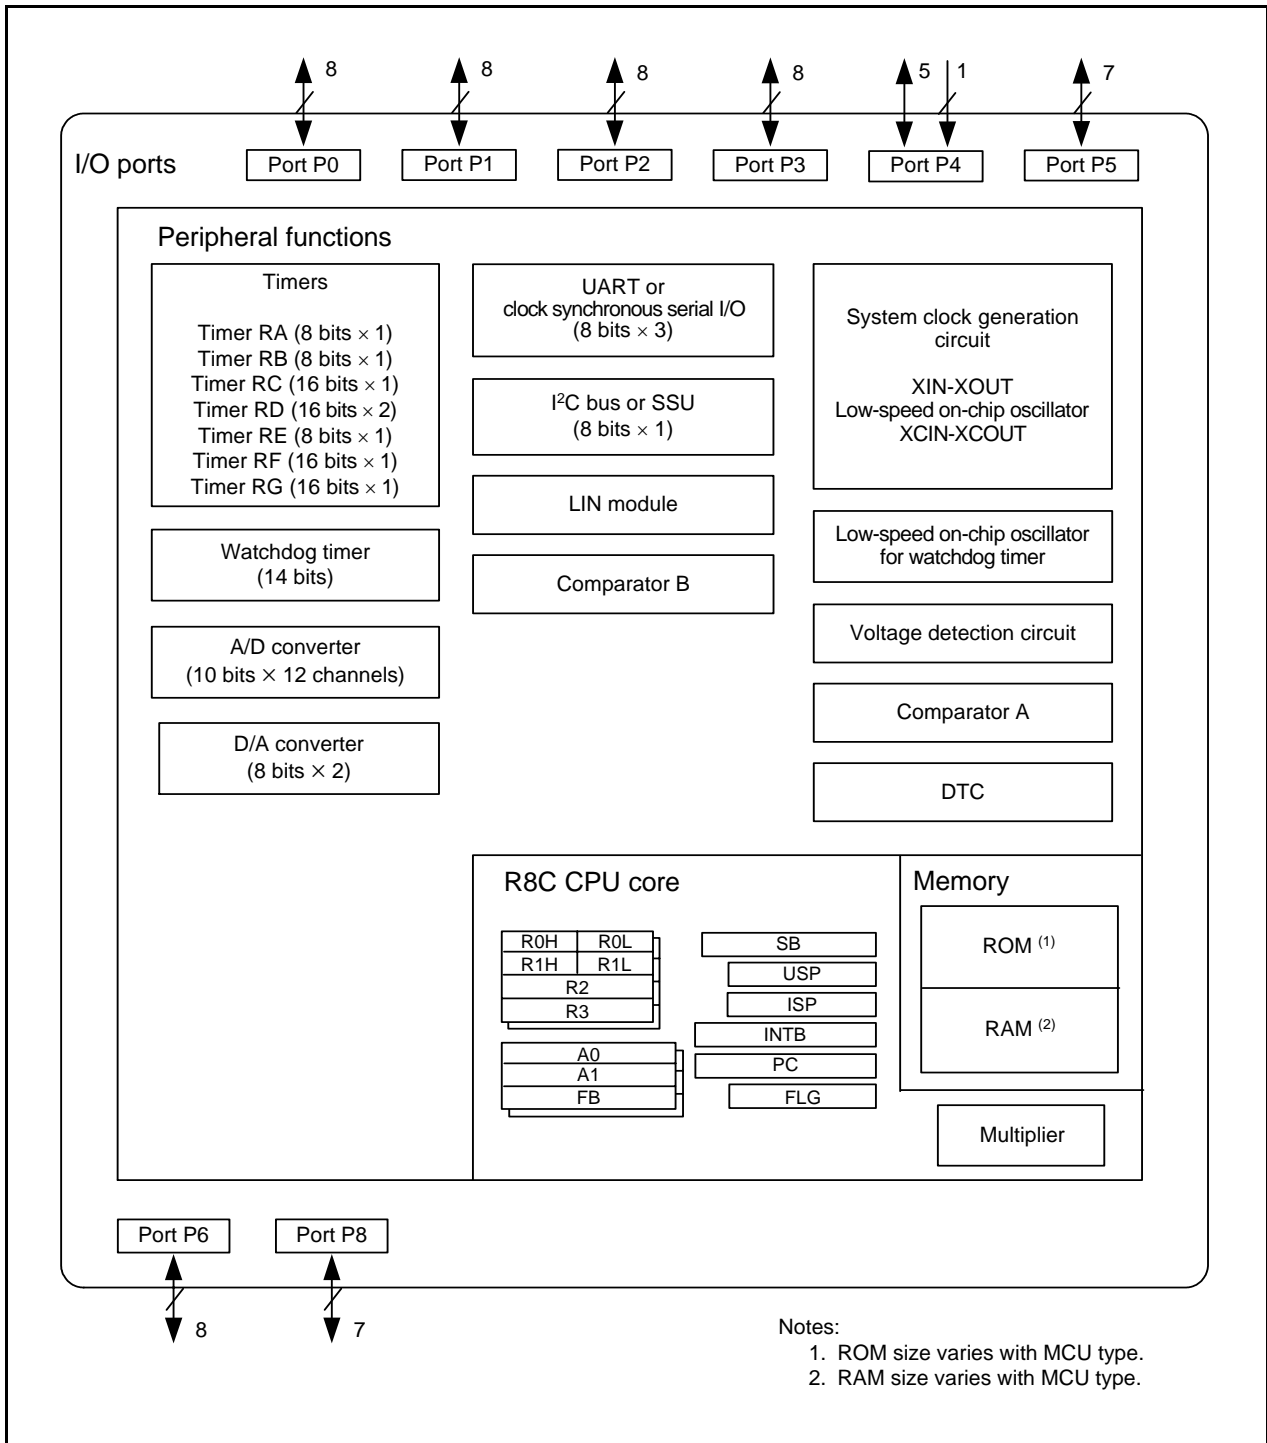 8 8 8 8 5 1 7
I/O ports
Port P0 Port P1 Port P2 Port P3 Port P4 Port P5
Peripheral functions
Timers
Timer RA (8 bits × 1)
Timer RB (8 bits × 1)
Timer RC (16 bits × 1)
Timer RD (16 bits × 2)
Timer RE (8 bits × 1)
Timer RF (16 bits × 1)
Timer RG (16 bits × 1)
Watchdog timer
(14 bits)
A/D converter
(10 bits × 12 channels)
D/A converter
(8 bits × 2)
UART or
clock synchronous serial I/O
(8 bits × 3)
I²C bus or SSU
(8 bits × 1)
LIN module
Comparator B
System clock generation
circuit
XIN-XOUT
Low-speed on-chip oscillator
XCIN-XCOUT
Low-speed on-chip oscillator
for watchdog timer
Voltage detection circuit
Comparator A
DTC
R8C CPU core
R0H R0L
R1H R1L
R2
R3
A0
A1
FB
SB
USP
ISP
INTB
PC
FLG
Memory
ROM (1)
RAM (2)
Multiplier
Port P6 Port P8
8 7
Notes:
1. ROM size varies with MCU type.
2. RAM size varies with MCU type.